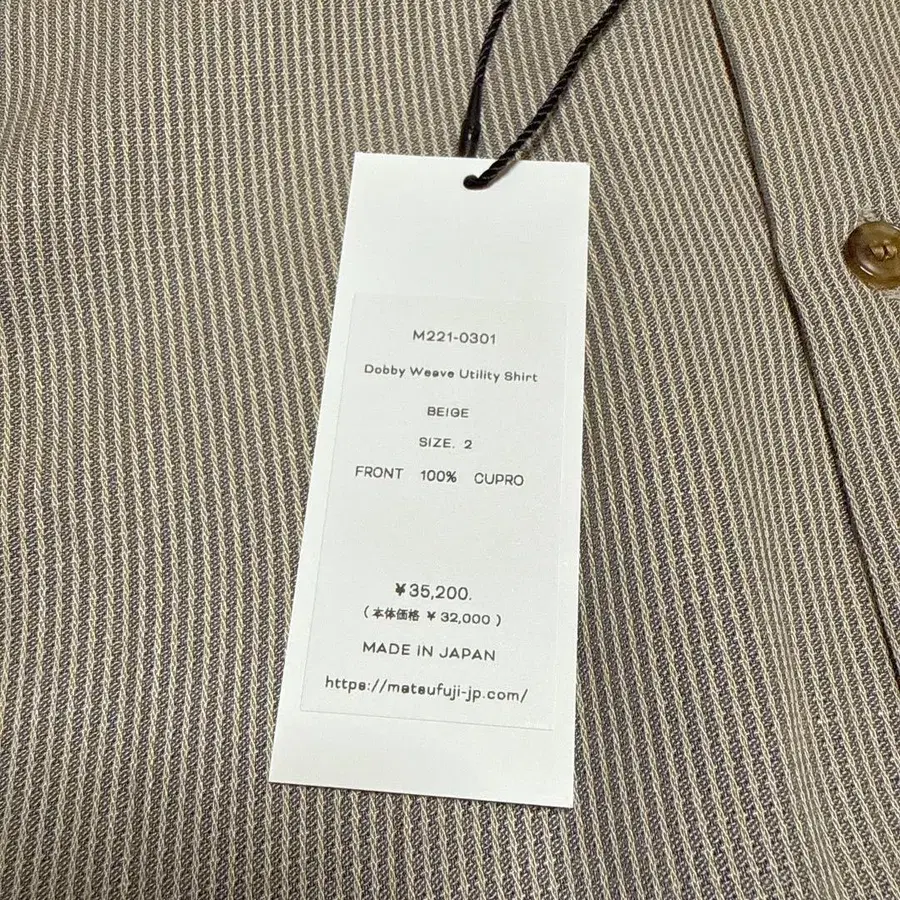 M221-0301
Dobby Weave Utility Shirt
BEIGE
SIZE. 2
FRONT 100% CUPRO
¥35,200.
(本体価格 ¥ 32,000)
MADE IN JAPAN
https://matsufuji-jp.com/